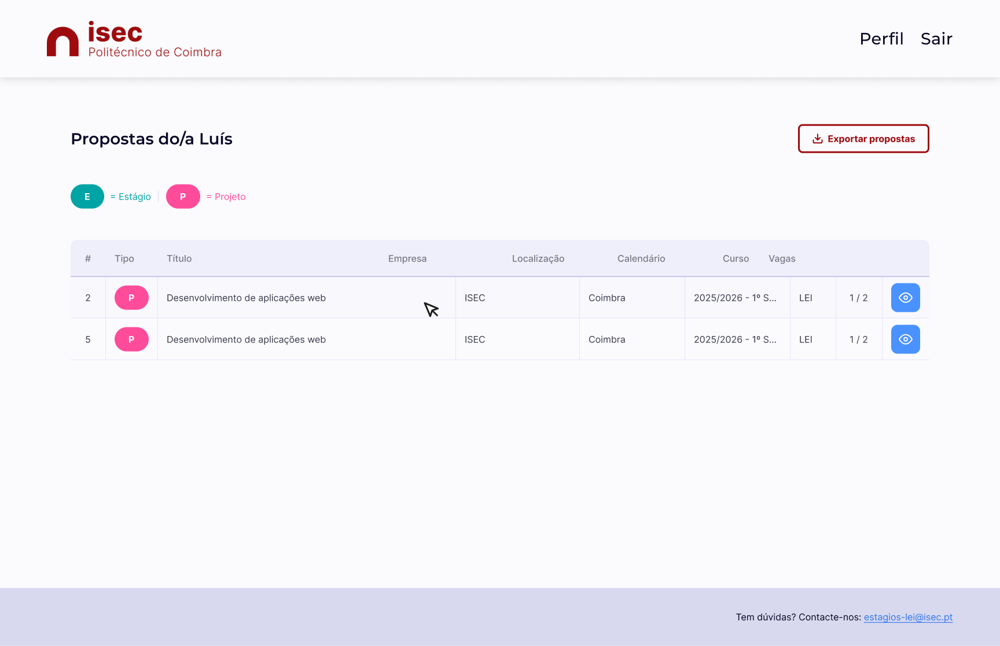 isec
Politécnico de Coimbra
Perfil Sair
Propostas do/a Luís
Exportar propostas
E = Estágio P = Projeto
# Tipo Título Empresa Localização Calendário Curso Vagas
2 P Desenvolvimento de aplicações web ISEC Coimbra 2025/2026 - 1º S... LEI 1 / 2
5 P Desenvolvimento de aplicações web ISEC Coimbra 2025/2026 - 1º S... LEI 1 / 2
Tem dúvidas? Contacte-nos: estagios-lei@isec.pt